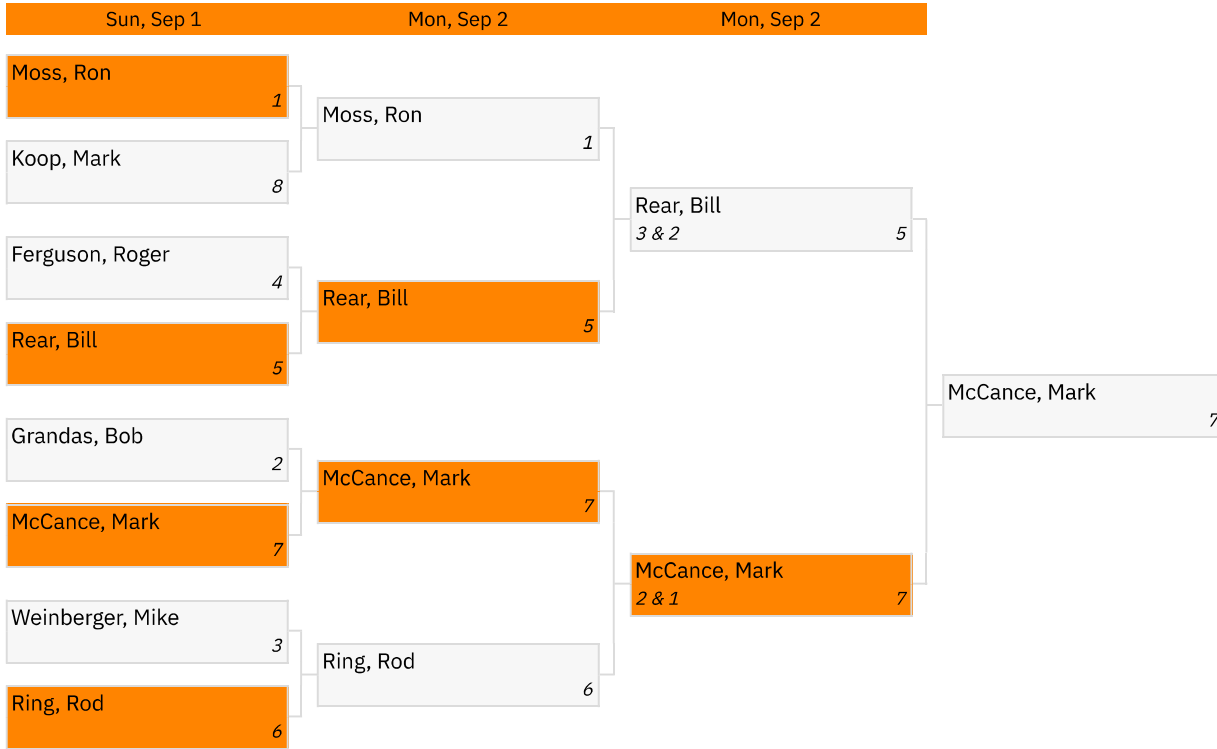 Sun, Sep 1
Mon, Sep 2
Mon, Sep 2
Moss, Ron
1
Koop, Mark
8
Ferguson, Roger
4
Rear, Bill
5
Grandas, Bob
2
McCance, Mark
7
Weinberger, Mike
3
Ring, Rod
6
Moss, Ron
1
Rear, Bill
5
McCance, Mark
7
Ring, Rod
6
Rear, Bill
3 & 2 5
McCance, Mark
2 & 1 7
McCance, Mark
7